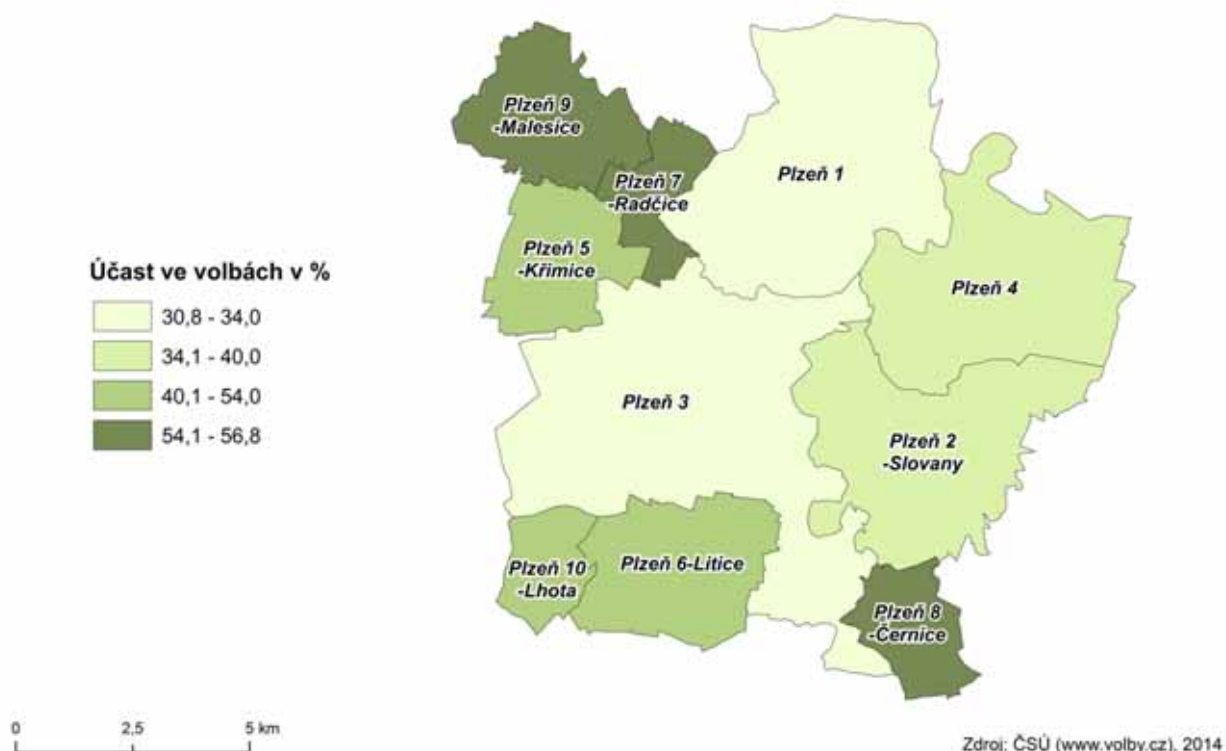 Plzeň 9
-Malesice
Plzeň 7
-Radčice
Plzeň 1
Plzeň 5
-Křimice
Plzeň 4
Účast ve volbách v %
30,8 - 34,0
34,1 - 40,0
40,1 - 54,0
54,1 - 56,8
Plzeň 3
Plzeň 2
-Slovany
Plzeň 10
-Lhota
Plzeň 6-Litice
Plzeň 8
-Černice
0 2,5 5 km
Zdroj: ČSÚ (www.volby.cz), 2014